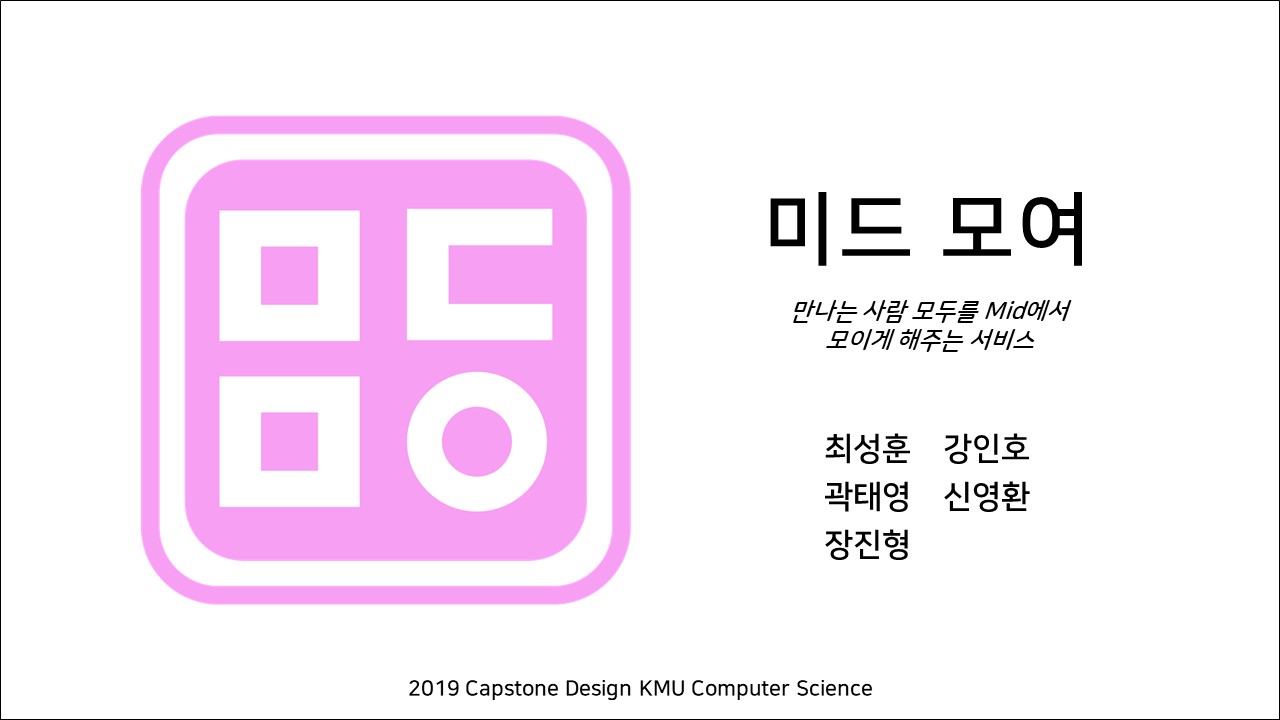 ㅁㄷ
ㅁㅇ
미드 모여
만나는 사람 모두를 Mid에서
모이게 해주는 서비스
최성훈 강인호
곽태영 신영환
장진형
2019 Capstone Design KMU Computer Science